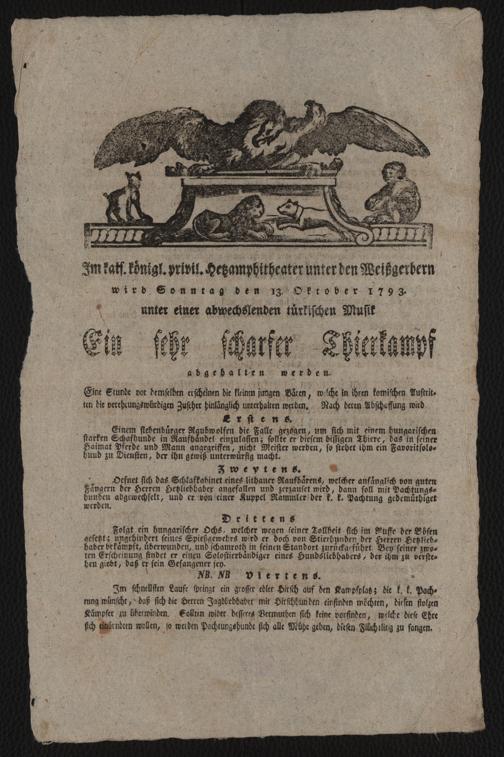 Im kais. königl. privil. Hetzamphitheater unter den Weißgerbern
wird Sonntag den 13. Oktober 1793.
unter einer abwechslenden türkischen Musik
Ein sehr scharfer Thierkampf
abgehalten werden.
Eine Stunde vor demselben erscheinen die kleinen jungen Bären, welche in ihren komischen Auftrit-
ten die verehrungswürdigen Zuseher hinlänglich unterhalten werden. Nach deren Abschaffung wird
Erstens.
Einem siebenbürger Raubwolfen die Falle gezogen, um sich mit einem hungarischen
starken Schafhunde in Raufhändel einzulassen; sollte er diesem bissigen Thiere, das in seiner
Haimat Pferde und Mann angegriffen, nicht Meister werden, so stehet ihm ein Favoritsol-
hund zu Diensten, der ihn gewiß unterwürfig macht.
Zweytens.
Oefnet sich das Schlafkabinet eines lithauer Raufbärens, welcher anfänglich von guten
Fängern der Herren Hetzliebhaber angefallen und zerzauset wird, dann soll mit Pachtungs-
hunden abgewechselt, und er von einer Kuppel Rammler der k. k. Pachtung gedemüthiget
werden.
Drittens
Folgt ein hungarischer Ochs, welcher wegen seiner Tollheit sich im Ruffe der Bösen
gesetzt; ungehindert seines Spießgewehrs wird er doch von Stierhunden der Herren Hetzlieb-
haber bekämpft, überwunden, und schamroth in seinen Standort zurückgeführt. Bey seiner zwo-
ten Erscheinung findet er einen Solostierbändiger eines Hundsliebhabers, der ihm zu verste-
hen giebt, daß er sein Gefangener sey.
NB. NB Viertens.
Im schnellsten Laufe springt ein grosser edler Hirsch auf den Kampfplatz; die k. k. Pach-
tung wünscht, daß sich die Herren Jagdliebhaber mit Hirschhunden einfinden möchten, diesen stolzen
Kämpfer zu überwinden. Sollten wider besseres Vermuthen sich keine vorfinden, welche diese Ehre
sich einärndten wollen, so werden Pachtungshunde sich alle Mühe geben, diesen Flüchtling zu fangen.